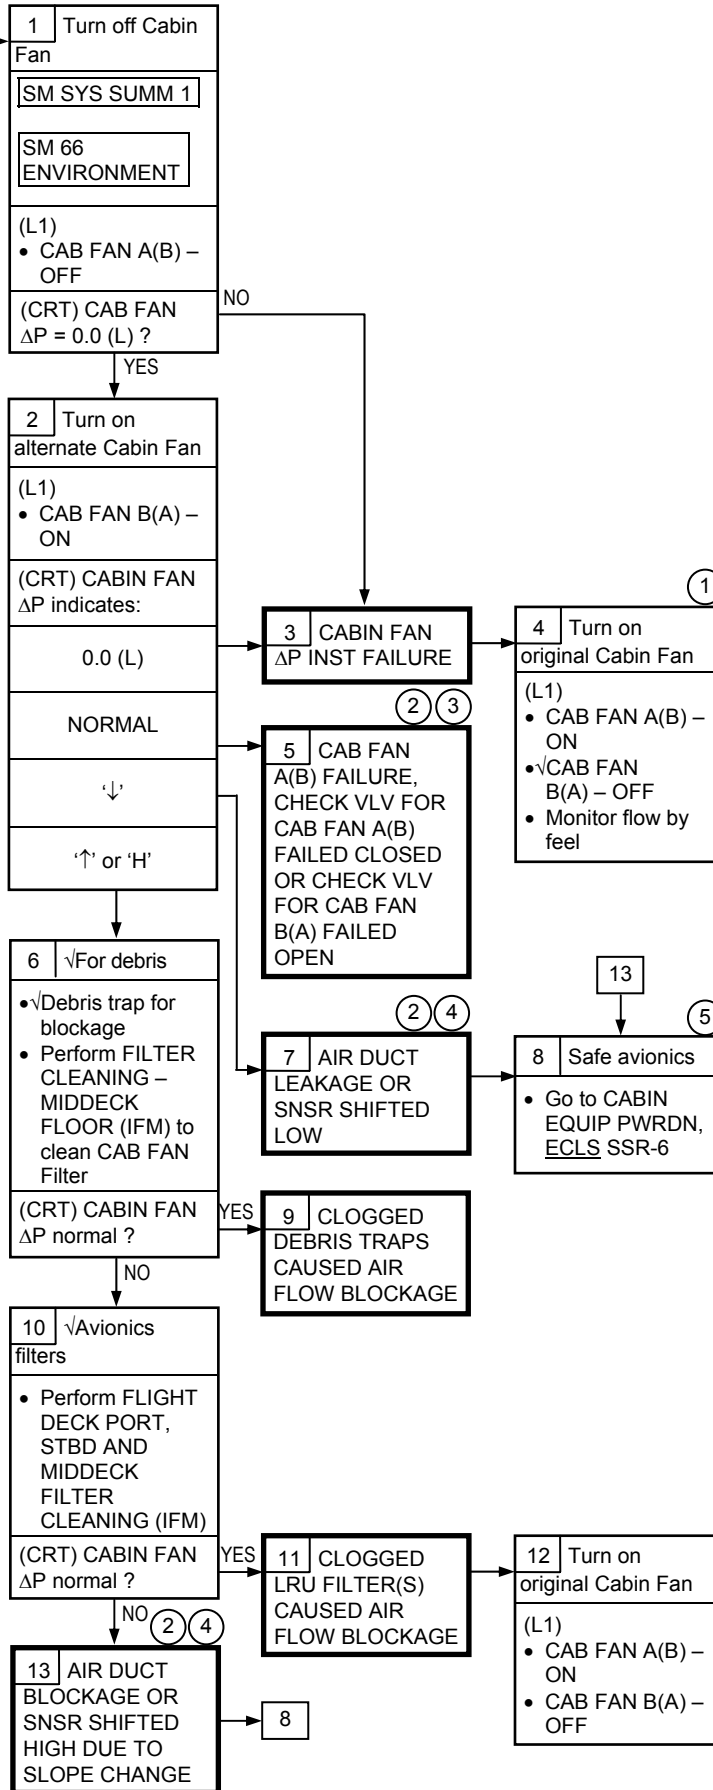 1 Turn off Cabin
Fan
SM SYS SUMM 1
SM 66
ENVIRONMENT
(L1)
• CAB FAN A(B) –
OFF
(CRT) CAB FAN
∆P = 0.0 (L) ?
NO
YES
2 Turn on
alternate Cabin Fan
(L1)
• CAB FAN B(A) –
ON
(CRT) CABIN FAN
∆P indicates:
0.0 (L)
NORMAL
‘↓’
‘↑’ or ‘H’
3 CABIN FAN
∆P INST FAILURE
1
4 Turn on
original Cabin Fan
(L1)
• CAB FAN A(B) –
ON
•√CAB FAN
B(A) – OFF
• Monitor flow by
feel
2 3
5 CAB FAN
A(B) FAILURE,
CHECK VLV FOR
CAB FAN A(B)
FAILED CLOSED
OR CHECK VLV
FOR CAB FAN
B(A) FAILED
OPEN
6 √For debris
•√Debris trap for
blockage
• Perform FILTER
CLEANING –
MIDDECK
FLOOR (IFM) to
clean CAB FAN
Filter
(CRT) CABIN FAN
∆P normal ?
YES
NO
2 4
7 AIR DUCT
LEAKAGE OR
SNSR SHIFTED
LOW
13
5
8 Safe avionics
• Go to CABIN
EQUIP PWRDN,
ECLS SSR-6
9 CLOGGED
DEBRIS TRAPS
CAUSED AIR
FLOW BLOCKAGE
10 √Avionics
filters
• Perform FLIGHT
DECK PORT,
STBD AND
MIDDECK
FILTER
CLEANING (IFM)
(CRT) CABIN FAN
∆P normal ?
YES
NO
11 CLOGGED
LRU FILTER(S)
CAUSED AIR
FLOW BLOCKAGE
12 Turn on
original Cabin Fan
(L1)
• CAB FAN A(B) –
ON
• CAB FAN B(A) –
OFF
2 4
13 AIR DUCT
BLOCKAGE OR
SNSR SHIFTED
HIGH DUE TO
SLOPE CHANGE
8